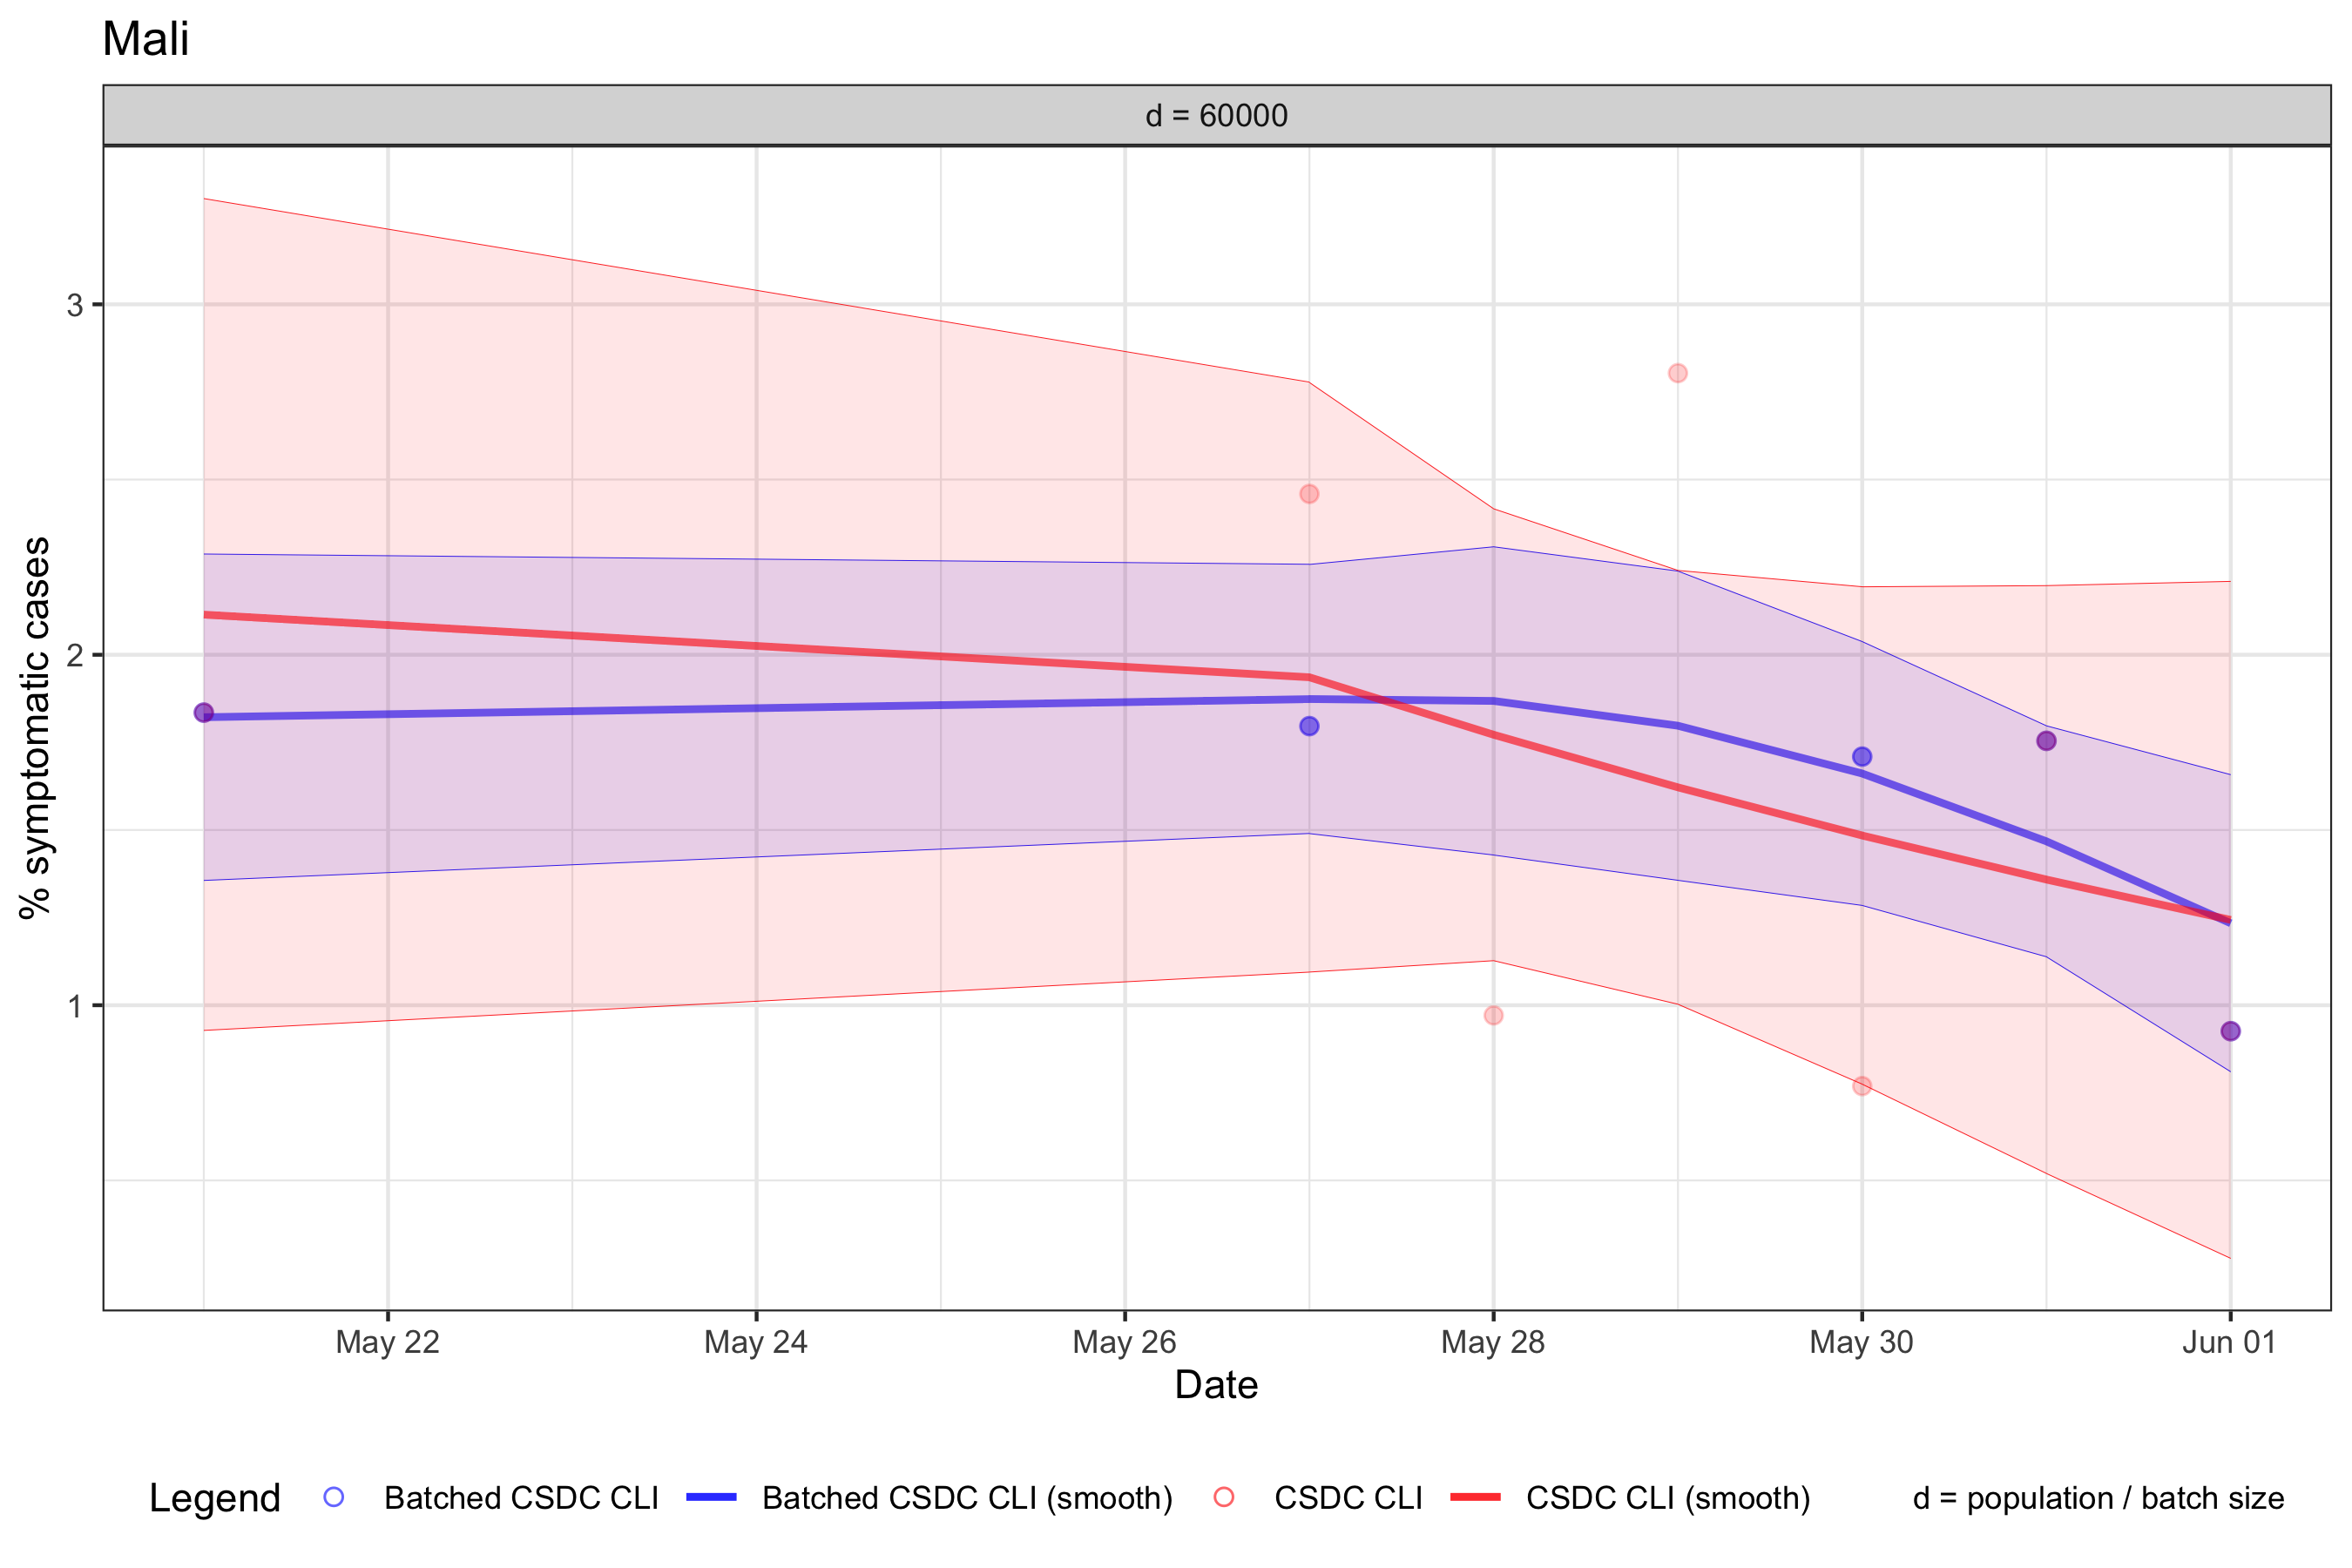 Mali
d = 60000
% symptomatic cases
3
2
1
May 22
May 24
May 26
May 28
May 30
Jun 01
Date
Legend
Batched CSDC CLI
Batched CSDC CLI (smooth)
CSDC CLI
CSDC CLI (smooth)
d = population / batch size